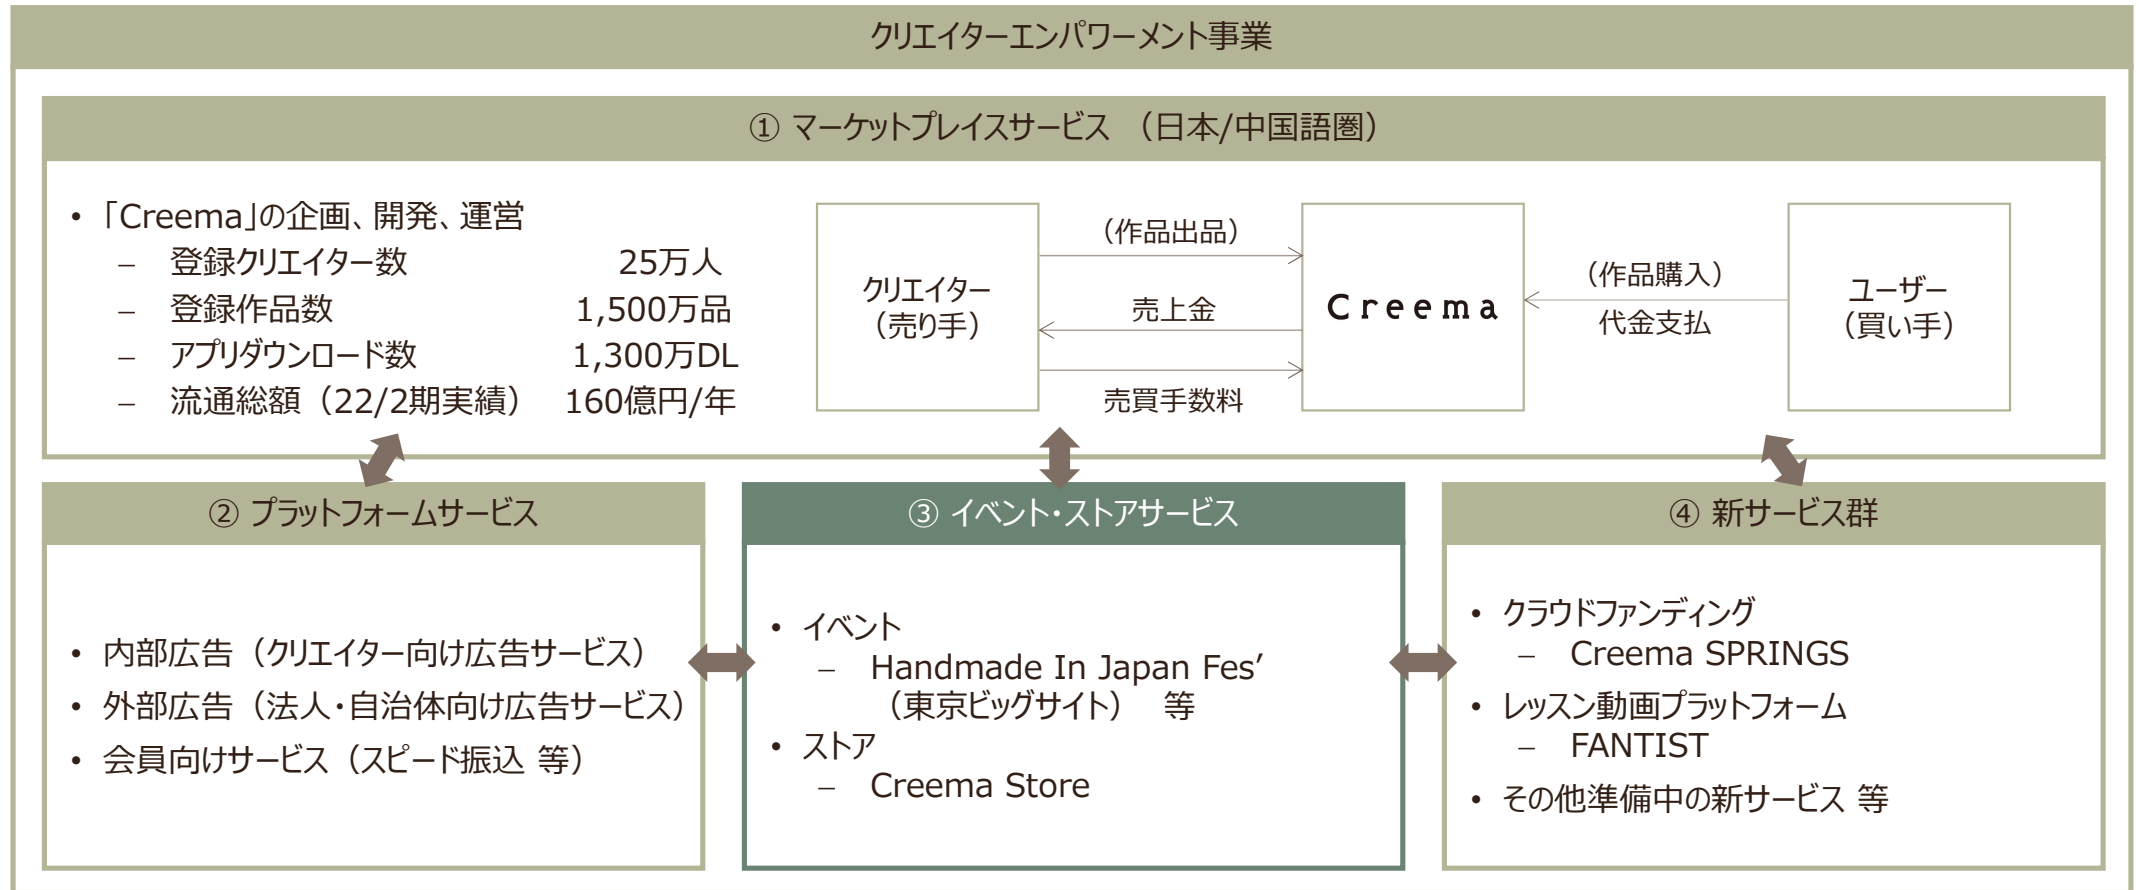 クリエイターエンパワーメント事業
① マーケットプレイスサービス （日本/中国語圏）
• 「Creema」の企画、開発、運営
– 登録クリエイター数 25万人
– 登録作品数 1,500万品
– アプリダウンロード数 1,300万DL
– 流通総額（22/2期実績） 160億円/年
クリエイター
（売り手）
（作品出品）
売上金
売買手数料
Creema
（作品購入）
代金支払
ユーザー
（買い手）
② プラットフォームサービス
• 内部広告（クリエイター向け広告サービス）
• 外部広告（法人・自治体向け広告サービス）
• 会員向けサービス（スピード振込 等）
③ イベント・ストアサービス
• イベント
– Handmade In Japan Fes’
（東京ビッグサイト） 等
• ストア
– Creema Store
④ 新サービス群
• クラウドファンディング
– Creema SPRINGS
• レッスン動画プラットフォーム
– FANTIST
• その他準備中の新サービス 等